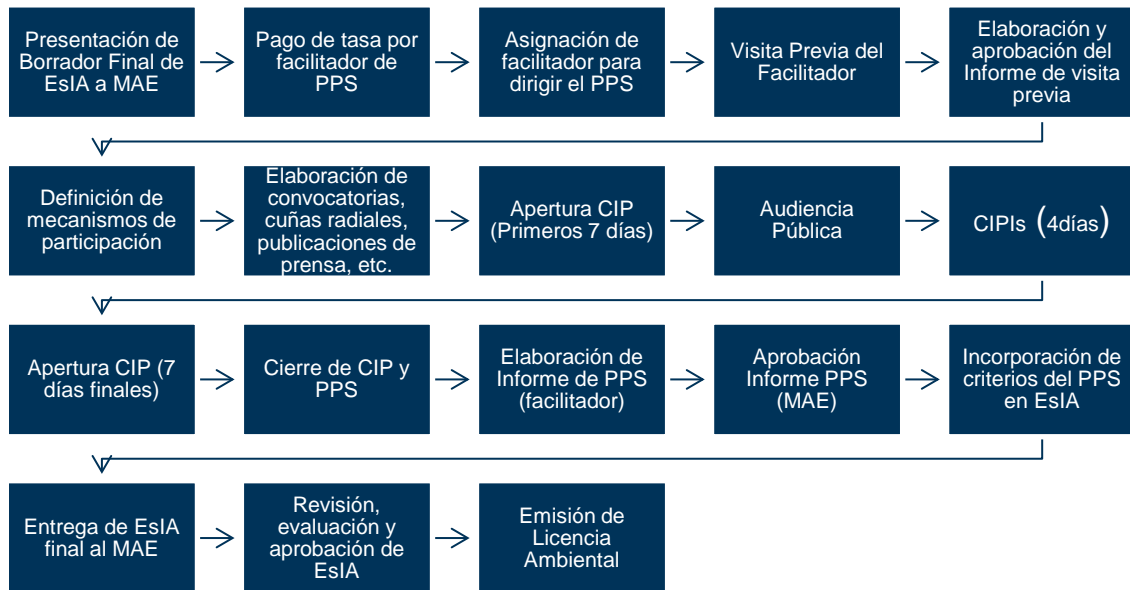 Presentación de
Borrador Final de
EsIA a MAE
Pago de tasa por
facilitador de
PPS
Asignación de
facilitador para
dirigir el PPS
Visita Previa del
Facilitador
Elaboración y
aprobación del
Informe de visita
previa
Definición de
mecanismos de
participación
Elaboración de
convocatorias,
cuñas radiales,
publicaciones de
prensa, etc.
Apertura CIP
(Primeros 7 días)
Audiencia
Pública
CIPIs (4días)
Apertura CIP (7
días finales)
Cierre de CIP y
PPS
Elaboración de
Informe de PPS
(facilitador)
Aprobación
Informe PPS
(MAE)
Incorporación de
criterios del PPS
en EsIA
Entrega de EsIA
final al MAE
Revisión,
evaluación y
aprobación de
EsIA
Emisión de
Licencia
Ambiental